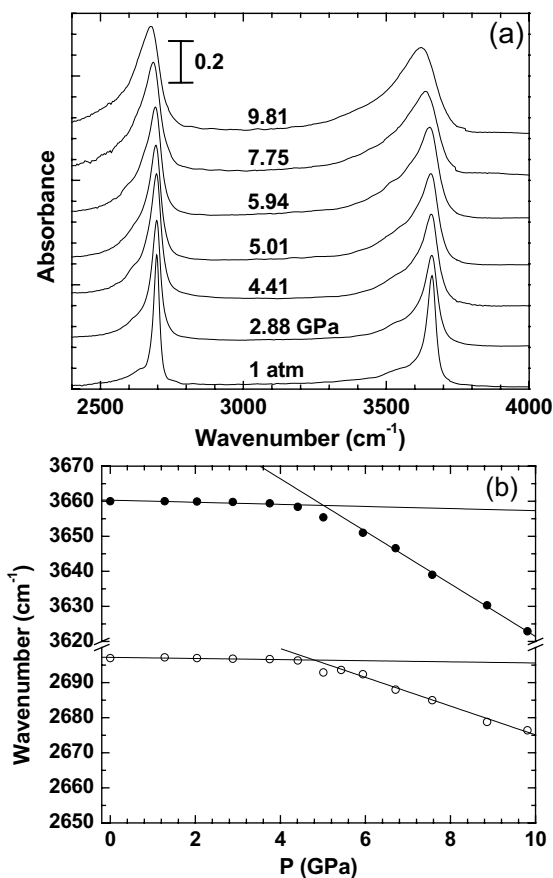 (a)
0.2
9.81
7.75
5.94
5.01
4.41
2.88 GPa
1 atm
Absorbance
2500 3000 3500 4000
Wavenumber (cm-1)
(b)
3670
3660
3650
3640
3630
3620
2690
2680
2670
2660
2650
Wavenumber (cm-1)
0 2 4 6 8 10
P (GPa)